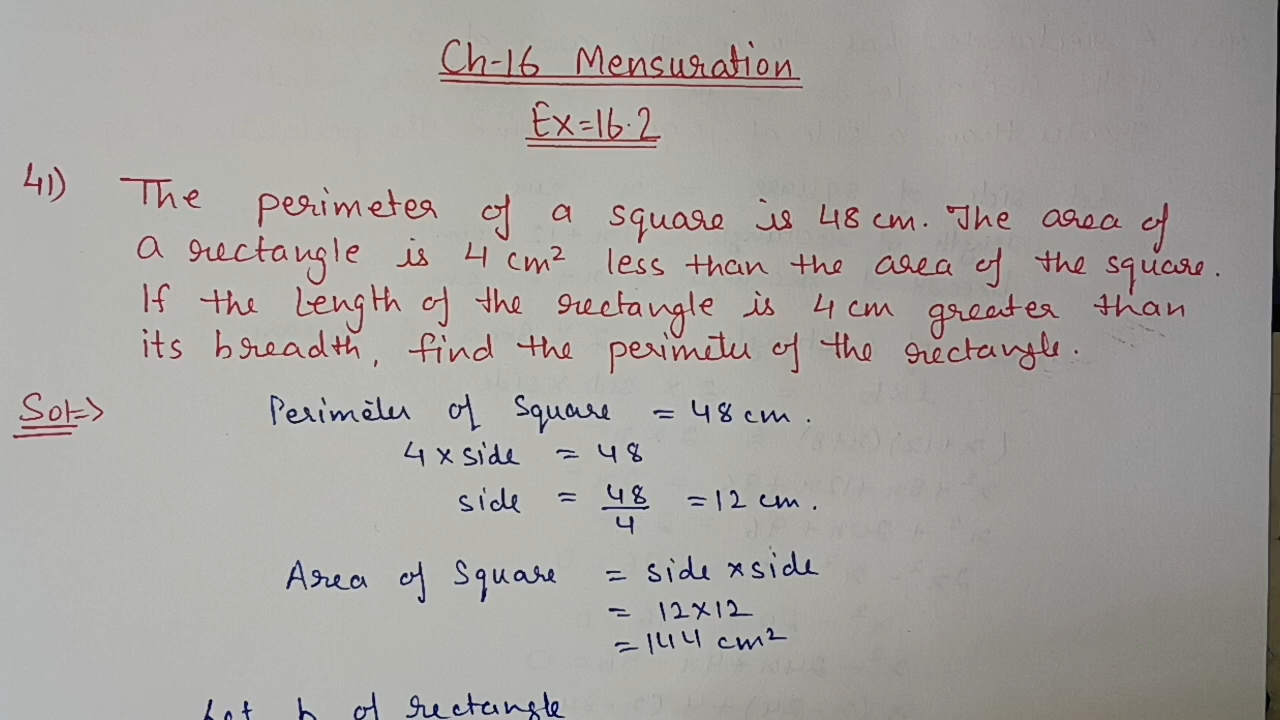 Ch-16 Mensuration
Ex=16.2
41) The perimeter of a square is 48 cm. The area of
a rectangle is 4 cm² less than the area of the square.
If the length of the rectangle is 4 cm greater than
its breadth, find the perimeter of the rectangle.
Sol=> Perimeter of Square = 48 cm.
4 × side = 48
side = 48/4 = 12 cm.
Area of Square = side × side
= 12×12
= 144 cm²
Let b of rectangle